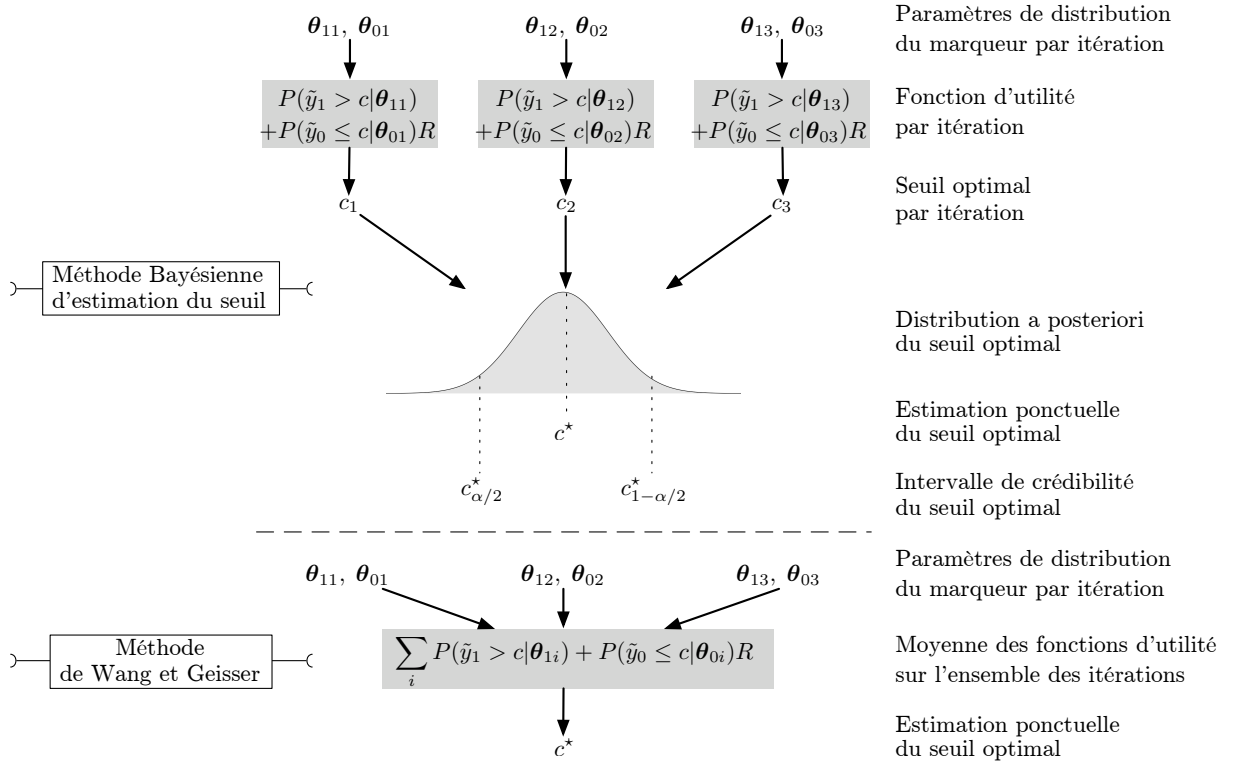 θ₁₁, θ₀₁
θ₁₂, θ₀₂
θ₁₃, θ₀₃
Paramètres de distribution
du marqueur par itération
P(ỹ₁ > c|θ₁₁)
+P(ỹ₀ ≤ c|θ₀₁)R
P(ỹ₁ > c|θ₁₂)
+P(ỹ₀ ≤ c|θ₀₂)R
P(ỹ₁ > c|θ₁₃)
+P(ỹ₀ ≤ c|θ₀₃)R
Fonction d'utilité
par itération
c₁
c₂
c₃
Seuil optimal
par itération
Méthode Bayésienne
d'estimation du seuil
Distribution a posteriori
du seuil optimal
c⋆
Estimation ponctuelle
du seuil optimal
c⋆_{α/2}
c⋆_{1−α/2}
Intervalle de crédibilité
du seuil optimal
θ₁₁, θ₀₁
θ₁₂, θ₀₂
θ₁₃, θ₀₃
Paramètres de distribution
du marqueur par itération
Méthode
de Wang et Geisser
∑_i P(ỹ₁ > c|θ₁ᵢ) + P(ỹ₀ ≤ c|θ₀ᵢ)R
Moyenne des fonctions d'utilité
sur l'ensemble des itérations
c⋆
Estimation ponctuelle
du seuil optimal